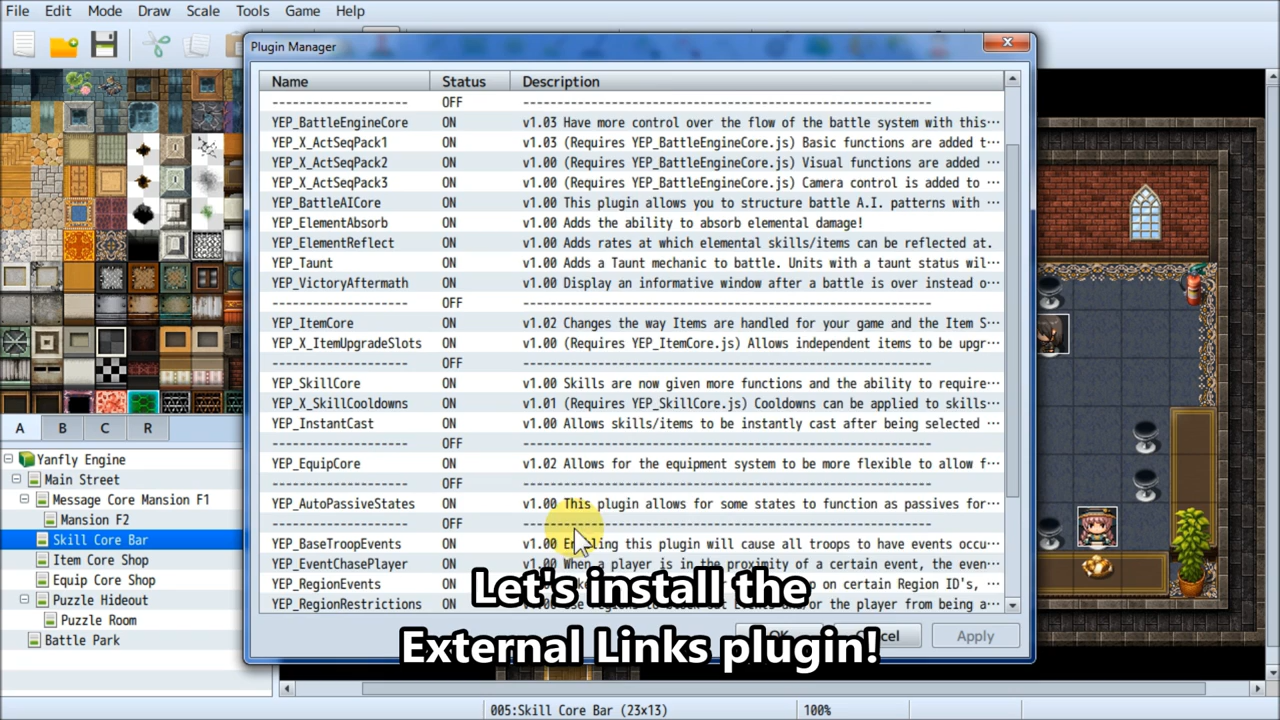 File Edit Mode Draw Scale Tools Game Help
Plugin Manager
Name Status Description
-------------------- OFF ------------------------------------------------------------
YEP_BattleEngineCore ON v1.03 Have more control over the flow of the battle system with this···
YEP_X_ActSeqPack1 ON v1.03 (Requires YEP_BattleEngineCore.js) Basic functions are added t···
YEP_X_ActSeqPack2 ON v1.00 (Requires YEP_BattleEngineCore.js) Visual functions are added ···
YEP_X_ActSeqPack3 ON v1.00 (Requires YEP_BattleEngineCore.js) Camera control is added to ···
YEP_BattleAICore ON v1.00 This plugin allows you to structure battle A.I. patterns with ···
YEP_ElementAbsorb ON v1.00 Adds the ability to absorb elemental damage!
YEP_ElementReflect ON v1.00 Adds rates at which elemental skills/items can be reflected at.
YEP_Taunt ON v1.00 Adds a Taunt mechanic to battle. Units with a taunt status wil···
YEP_VictoryAftermath ON v1.00 Display an informative window after a battle is over instead o···
-------------------- OFF ------------------------------------------------------------
YEP_ItemCore ON v1.02 Changes the way Items are handled for your game and the Item S···
YEP_X_ItemUpgradeSlots ON v1.00 (Requires YEP_ItemCore.js) Allows independent items to be upgr···
-------------------- OFF ------------------------------------------------------------
YEP_SkillCore ON v1.00 Skills are now given more functions and the ability to require···
YEP_X_SkillCooldowns ON v1.01 (Requires YEP_SkillCore.js) Cooldowns can be applied to skills···
YEP_InstantCast ON v1.00 Allows skills/items to be instantly cast after being selected ···
-------------------- OFF ------------------------------------------------------------
YEP_EquipCore ON v1.02 Allows for the equipment system to be more flexible to allow f···
-------------------- OFF ------------------------------------------------------------
YEP_AutoPassiveStates ON v1.00 This plugin allows for some states to function as passives for···
-------------------- OFF ------------------------------------------------------------
YEP_BaseTroopEvents ON v1.00 this plugin will cause all troops to have events occu···
YEP_EventChasePlayer ON v1.00 When a player is in the proximity of a certain event, the even···
YEP_RegionEvents ON on certain Region ID's, ···
YEP_RegionRestrictions ON the player from being a···
OK Cancel Apply
A B C R
Yanfly Engine
Main Street
Message Core Mansion F1
Mansion F2
Skill Core Bar
Item Core Shop
Equip Core Shop
Puzzle Hideout
Puzzle Room
Battle Park
Let's install the
External Links plugin!
005:Skill Core Bar (23x13) 100%